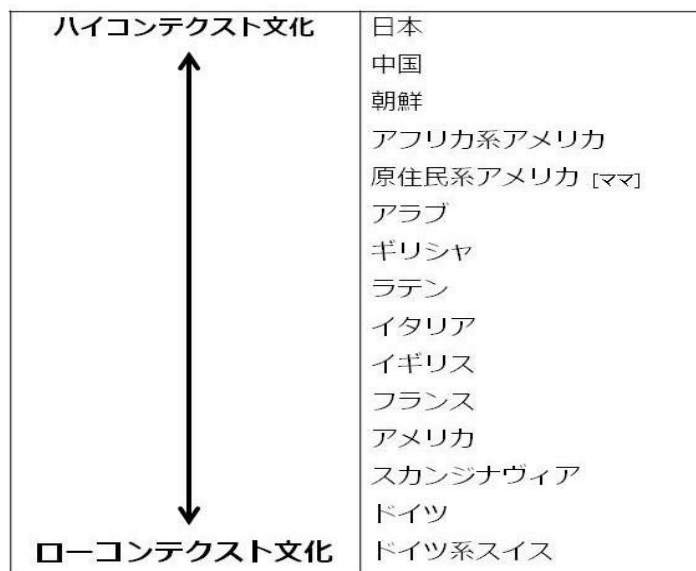 ハイコンテクスト文化
日本
中国
朝鮮
アフリカ系アメリカ
原住民系アメリカ [ママ]
アラブ
ギリシャ
ラテン
イタリア
イギリス
フランス
アメリカ
スカンジナヴィア
ドイツ
ローコンテクスト文化
ドイツ系スイス